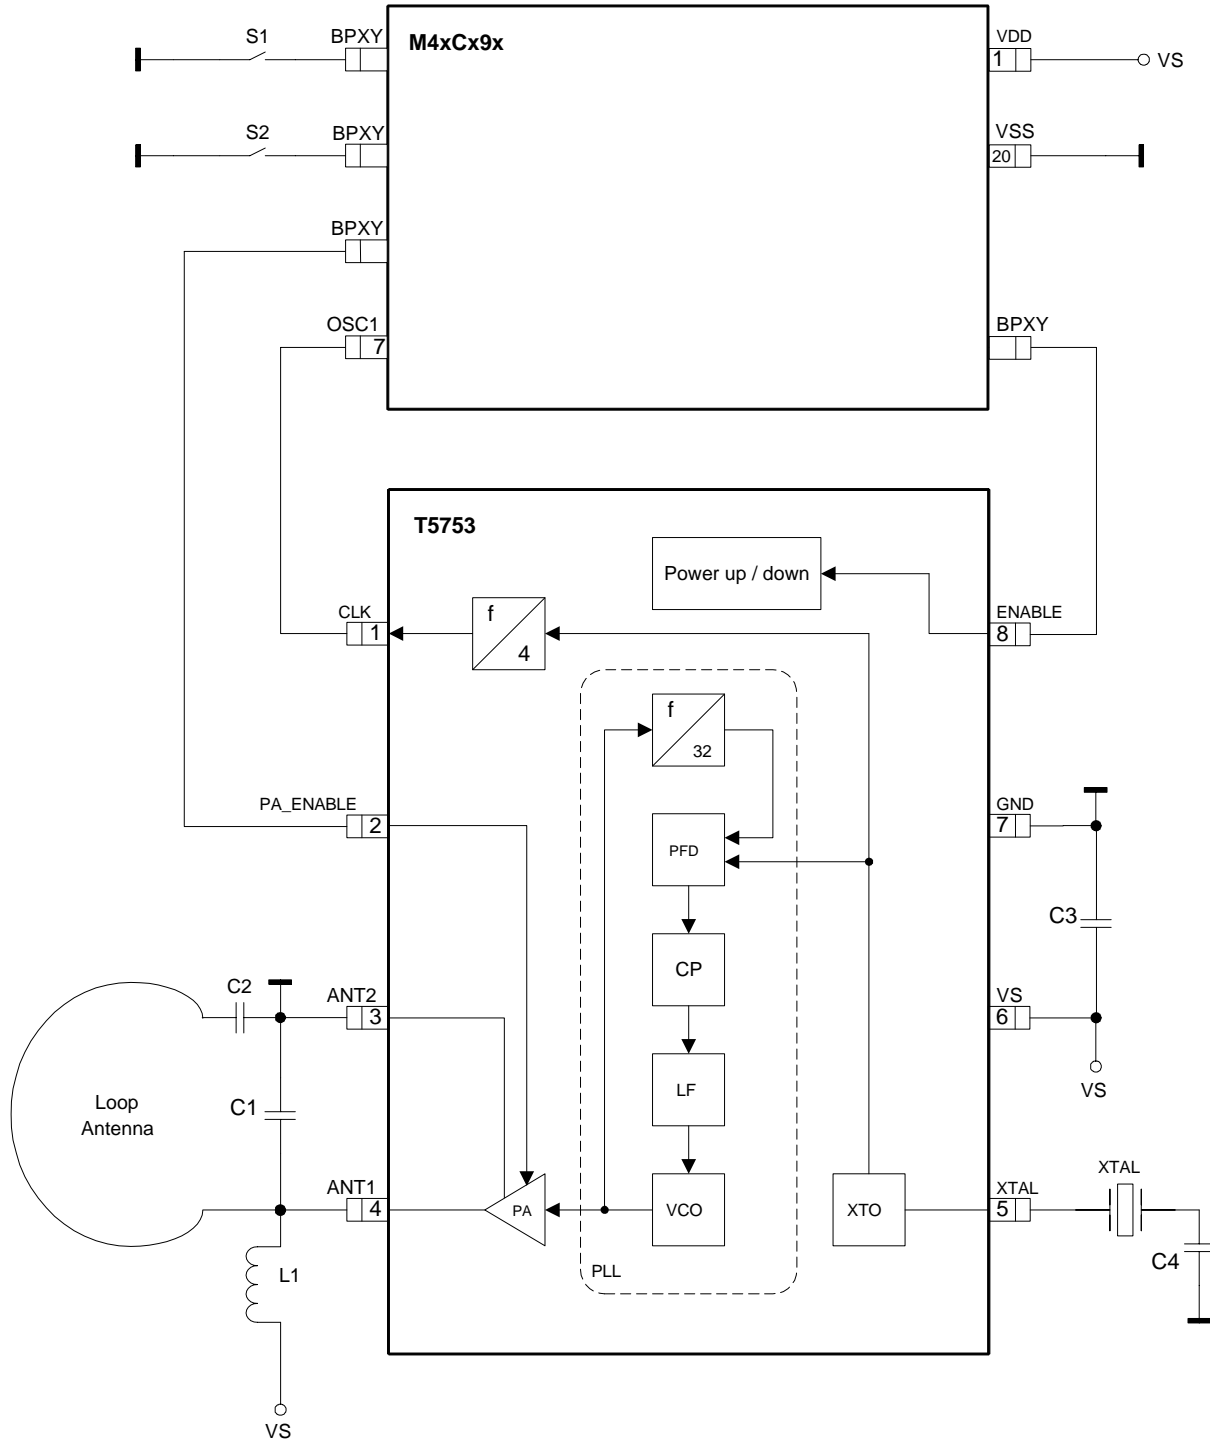 S1
BPXY
M4xCx9x
VDD
1
VS
S2
BPXY
VSS
20
BPXY
OSC1
7
BPXY
T5753
Power up / down
CLK
1
f
4
ENABLE
8
f
32
PA_ENABLE
2
GND
7
PFD
C3
CP
C2
ANT2
3
VS
6
LF
VS
Loop
Antenna
C1
XTAL
ANT1
4
PA
VCO
XTO
XTAL
5
C4
L1
PLL
VS